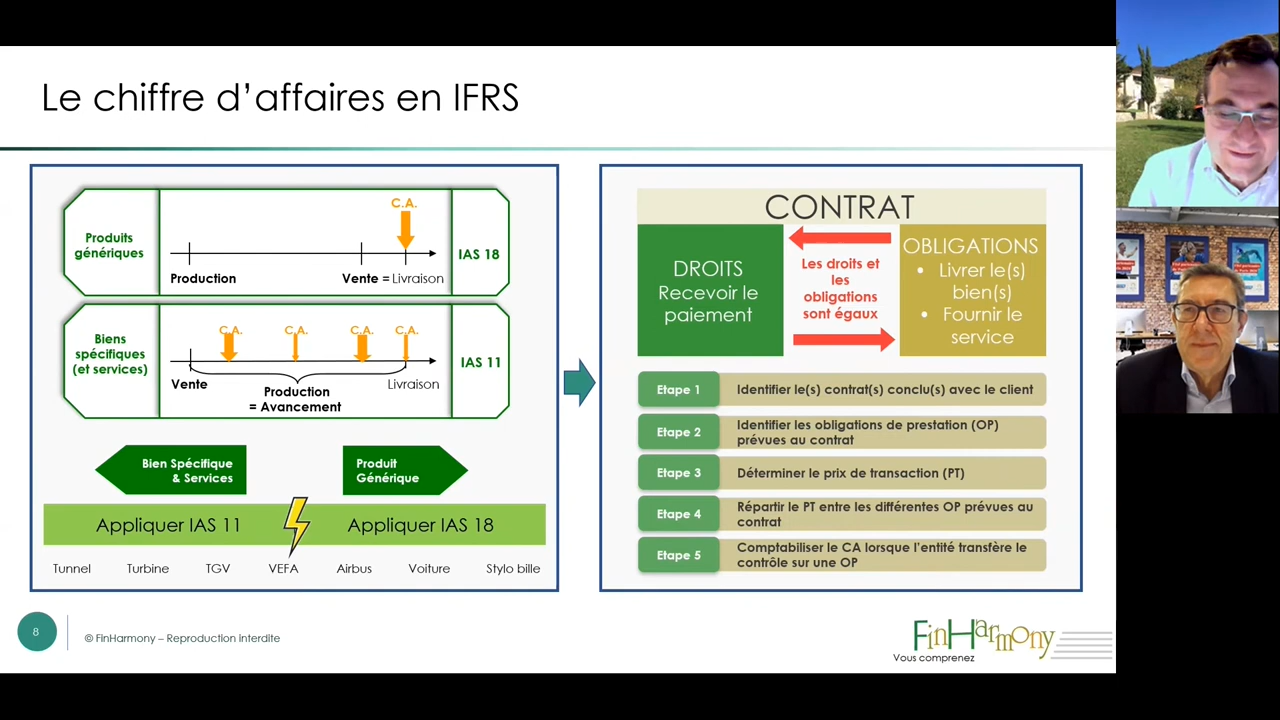 Le chiffre d'affaires en IFRS
Produits
génériques
C.A.
Production
Vente = Livraison
IAS 18
Biens
spécifiques
(et services)
C.A.
C.A.
C.A.
C.A.
Vente
Production
= Avancement
Livraison
IAS 11
Bien Spécifique
& Services
Produit
Générique
Appliquer IAS 11
Appliquer IAS 18
Tunnel
Turbine
TGV
VEFA
Airbus
Voiture
Stylo bille
CONTRAT
DROITS
Recevoir le
paiement
Les droits et
les
obligations
sont égaux
OBLIGATIONS
• Livrer le(s)
bien(s)
• Fournir le
service
Etape 1
Identifier le(s) contrat(s) conclu(s) avec le client
Etape 2
Identifier les obligations de prestation (OP)
prévues au contrat
Etape 3
Déterminer le prix de transaction (PT)
Etape 4
Répartir le PT entre les différentes OP prévues au
contrat
Etape 5
Comptabiliser le CA lorsque l'entité transfère le
contrôle sur une OP
8
© FinHarmony – Reproduction interdite
FinHarmony
Vous comprenez